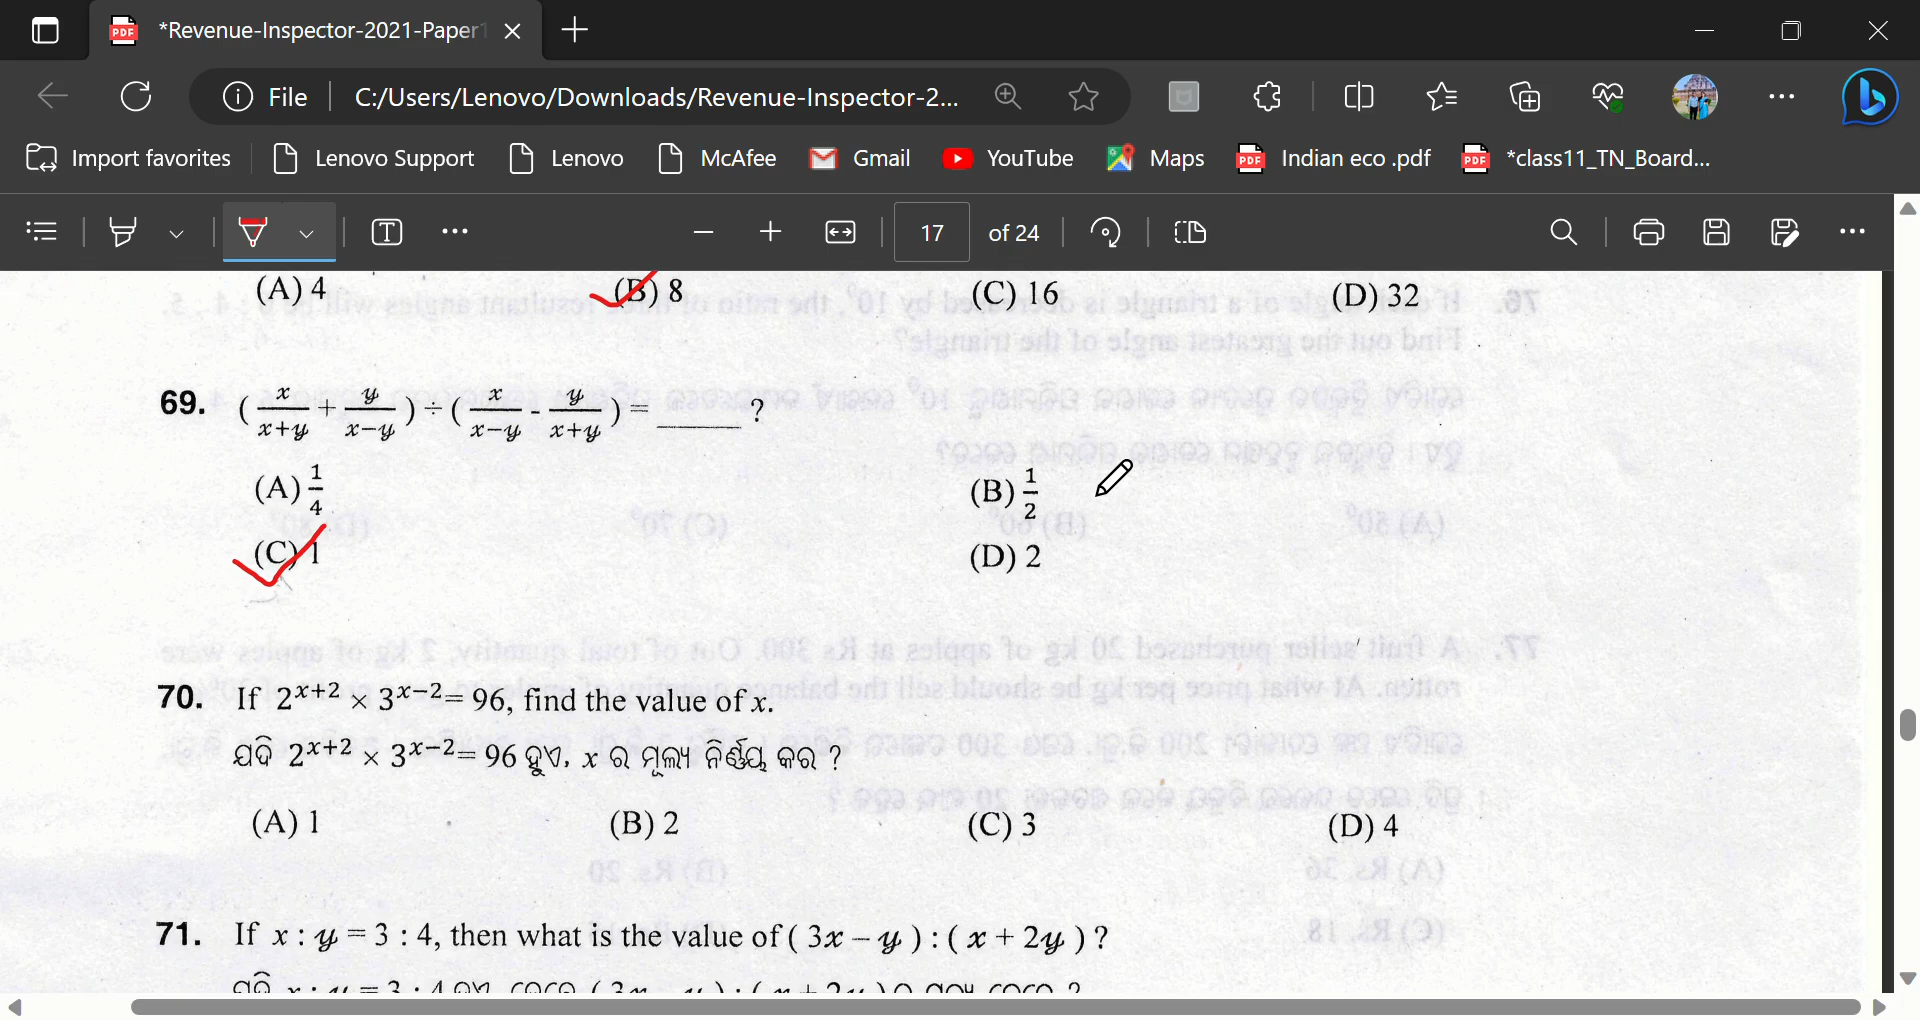 *Revenue-Inspector-2021-Paper1
File
C:/Users/Lenovo/Downloads/Revenue-Inspector-2...
Import favorites
Lenovo Support
Lenovo
McAfee
Gmail
YouTube
Maps
Indian eco .pdf
*class11_TN_Board...
17 of 24
(A) 4 (B) 8 (C) 16 (D) 32
69. ( x/x+y + y/x−y ) ÷ ( x/x−y - y/x+y ) = ______ ?
(A) 1/4 (B) 1/2
(C) 1 (D) 2
70. If 2^{x+2} × 3^{x−2} = 96, find the value of x.
ଯଦି 2^{x+2} × 3^{x−2} = 96 ହୁଏ, x ର ମୂଲ୍ୟ ନିର୍ଣ୍ଣୟ କର ?
(A) 1 (B) 2 (C) 3 (D) 4
71. If x : y = 3 : 4, then what is the value of ( 3x – y ) : ( x + 2y ) ?